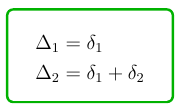 Δ₁ = δ₁
Δ₂ = δ₁ + δ₂